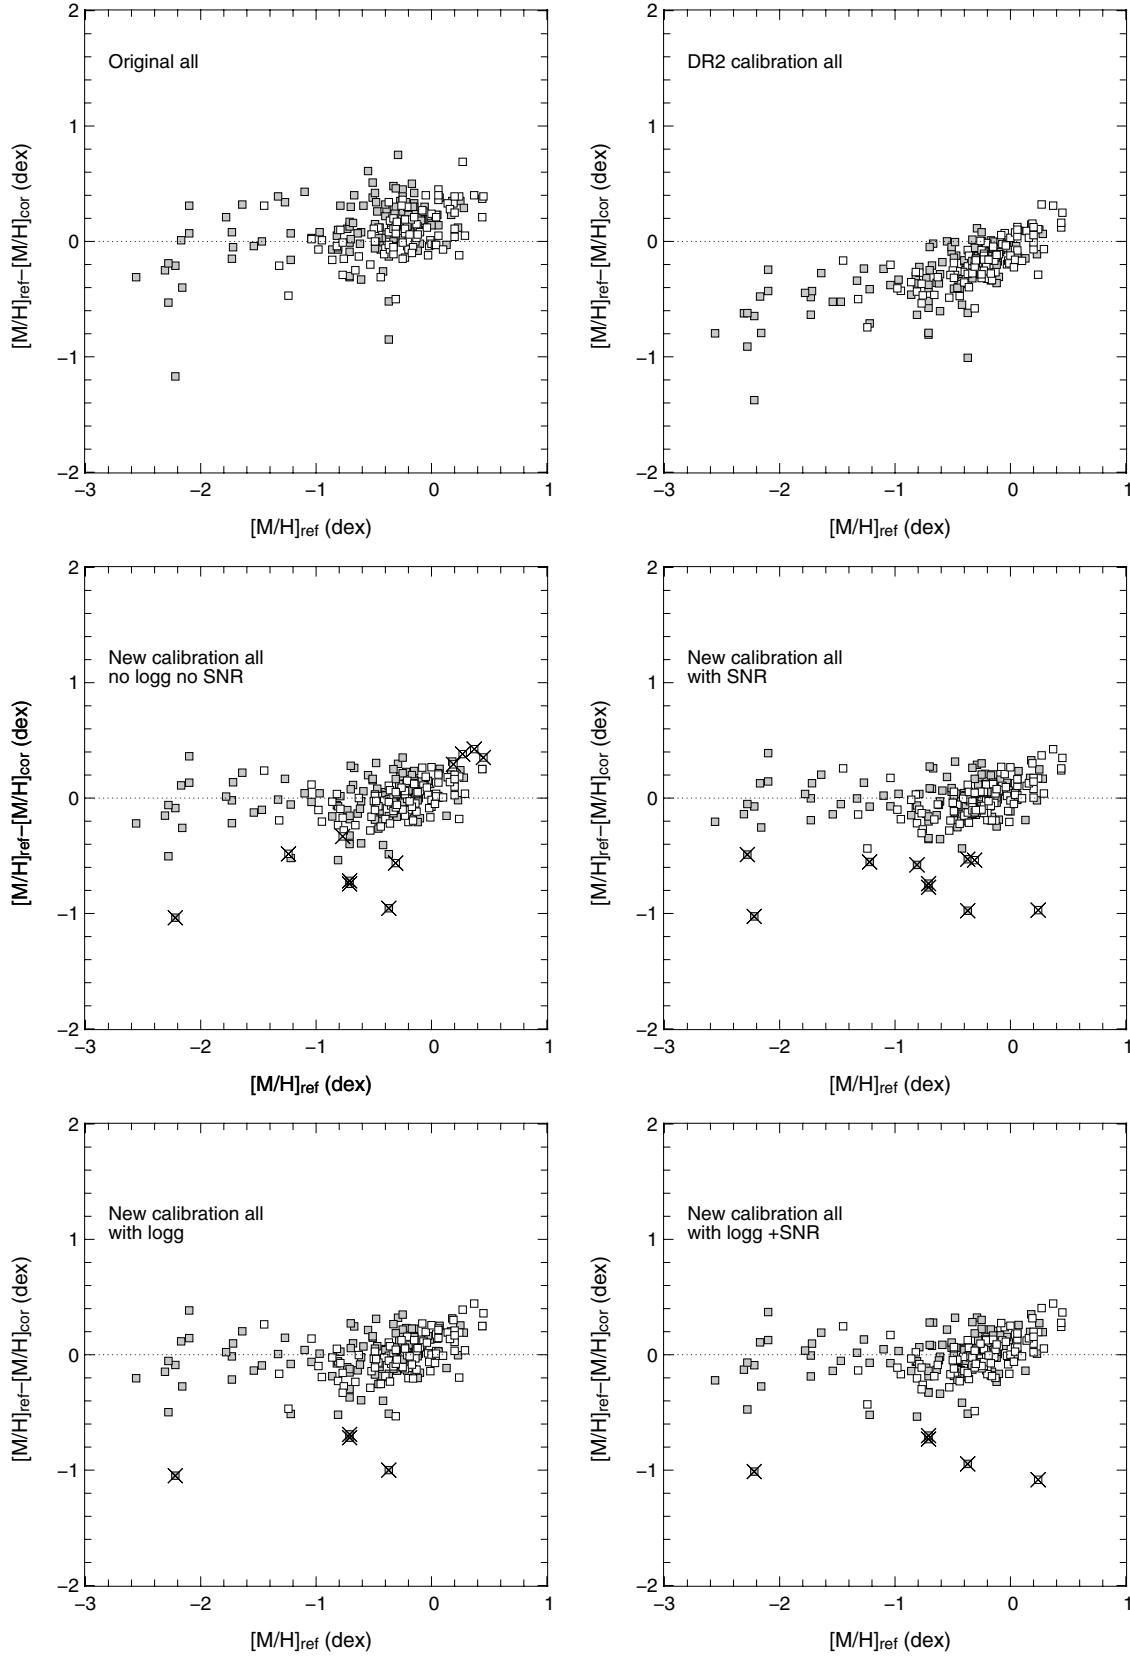 Original all
2
1
0
−1
−2
−3
−2
−1
0
1
[M/H]ref−[M/H]cor (dex)
[M/H]ref (dex)
DR2 calibration all
2
1
0
−1
−2
−3
−2
−1
0
1
[M/H]ref−[M/H]cor (dex)
[M/H]ref (dex)
New calibration all
no logg no SNR
2
1
0
−1
−2
−3
−2
−1
0
1
[M/H]ref−[M/H]cor (dex)
[M/H]ref (dex)
New calibration all
with SNR
2
1
0
−1
−2
−3
−2
−1
0
1
[M/H]ref−[M/H]cor (dex)
[M/H]ref (dex)
New calibration all
with logg
2
1
0
−1
−2
−3
−2
−1
0
1
[M/H]ref−[M/H]cor (dex)
[M/H]ref (dex)
New calibration all
with logg +SNR
2
1
0
−1
−2
−3
−2
−1
0
1
[M/H]ref−[M/H]cor (dex)
[M/H]ref (dex)